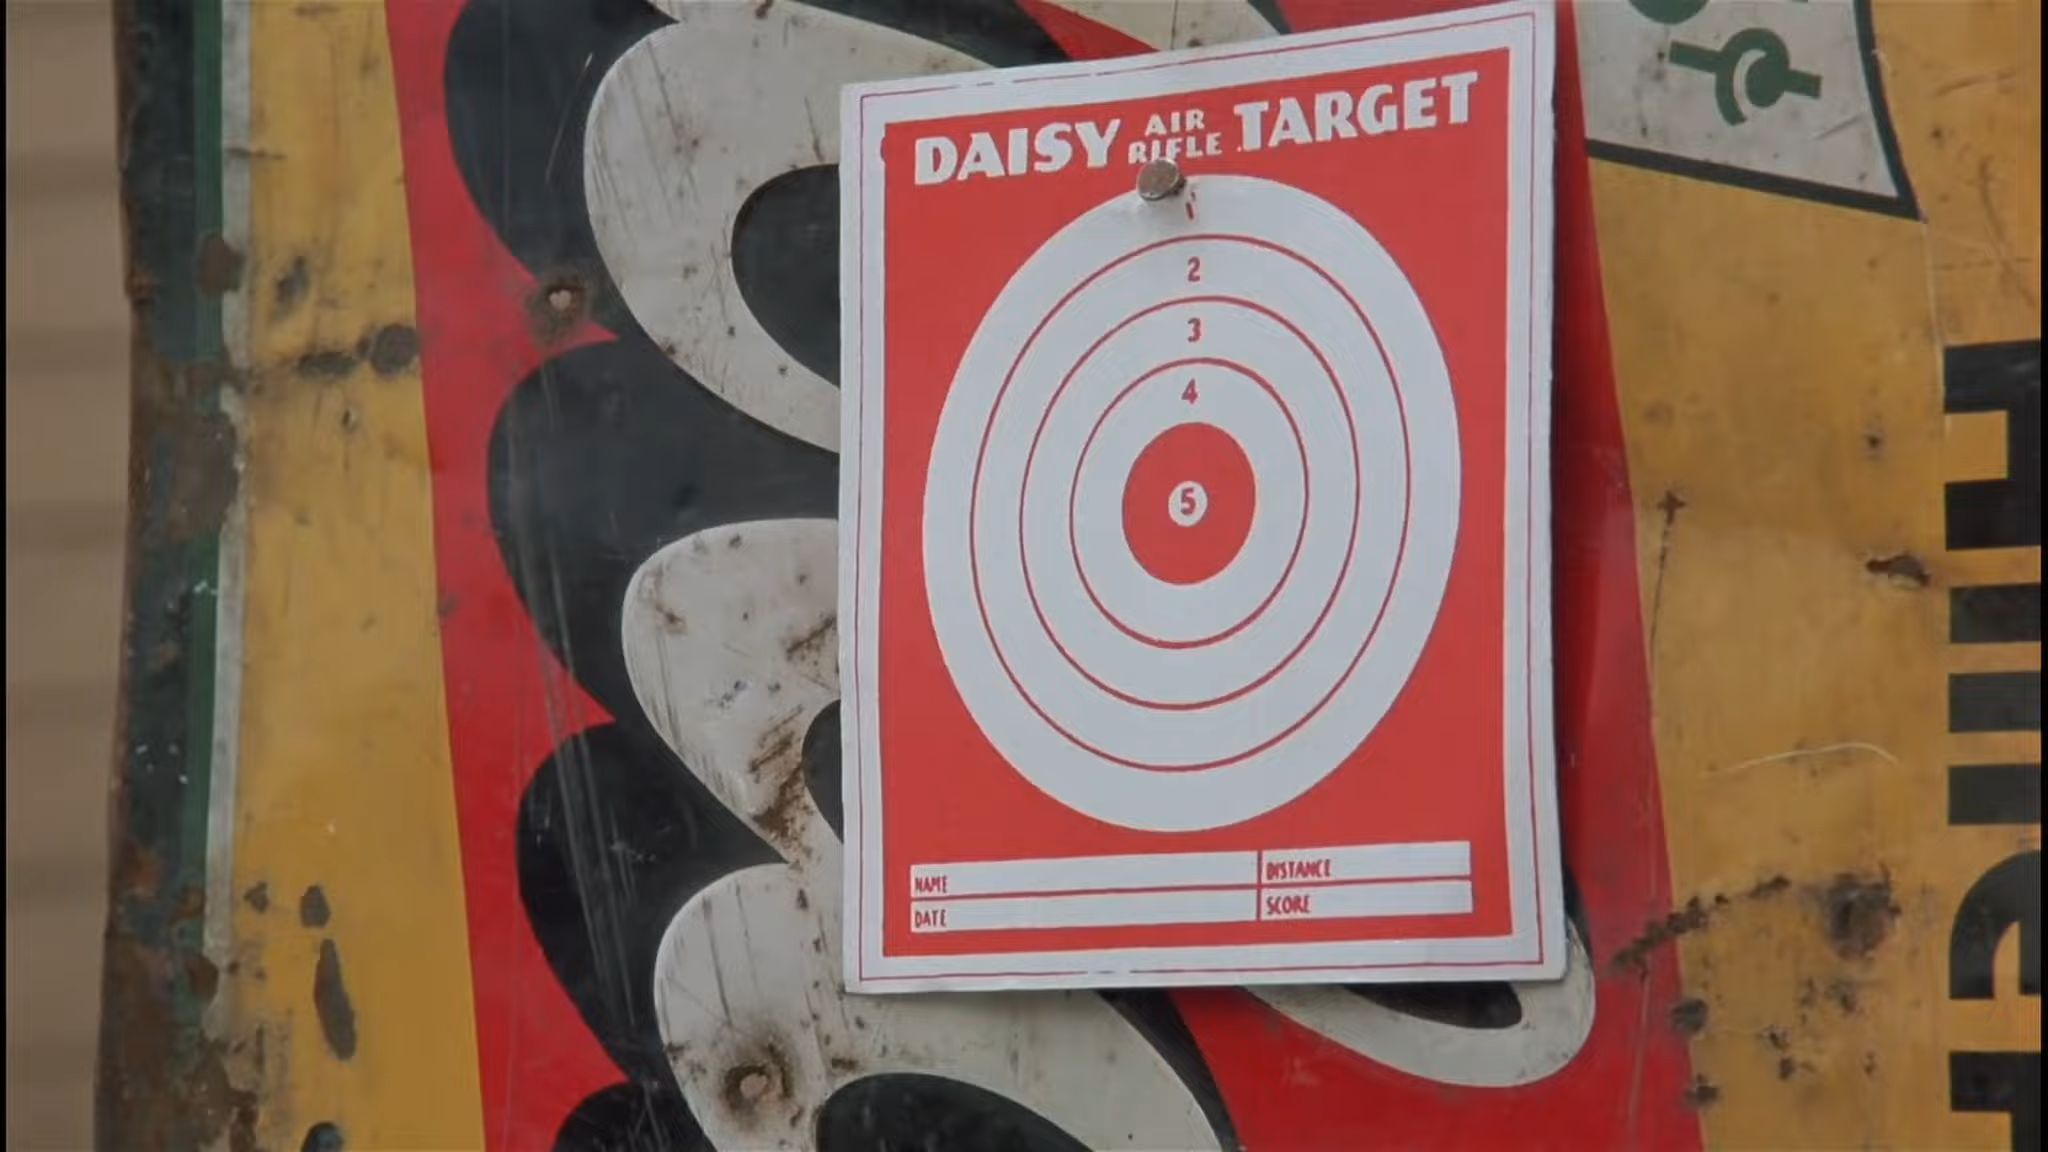 DAISY AIR RIFLE TARGET
1
2
3
4
5
NAME
DISTANCE
DATE
SCORE